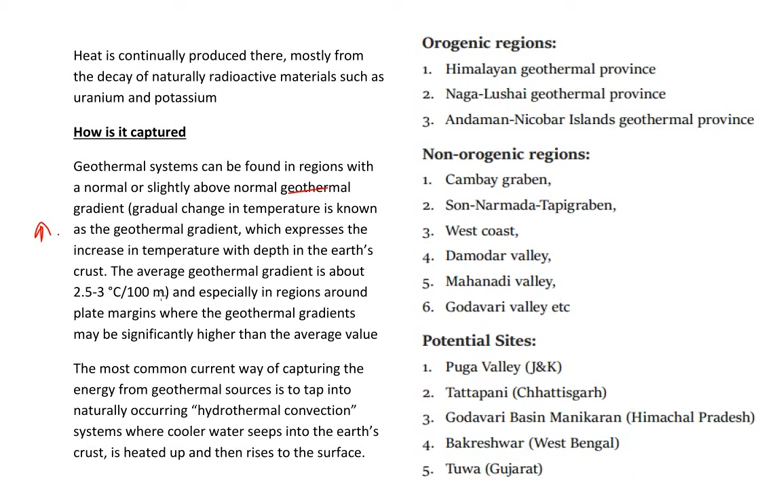 Heat is continually produced there, mostly from
the decay of naturally radioactive materials such as
uranium and potassium
How is it captured
Geothermal systems can be found in regions with
a normal or slightly above normal geothermal
gradient (gradual change in temperature is known
as the geothermal gradient, which expresses the
increase in temperature with depth in the earth’s
crust. The average geothermal gradient is about
2.5-3 °C/100 m) and especially in regions around
plate margins where the geothermal gradients
may be significantly higher than the average value
The most common current way of capturing the
energy from geothermal sources is to tap into
naturally occurring “hydrothermal convection”
systems where cooler water seeps into the earth’s
crust, is heated up and then rises to the surface.
Orogenic regions:
1. Himalayan geothermal province
2. Naga-Lushai geothermal province
3. Andaman-Nicobar Islands geothermal province
Non-orogenic regions:
1. Cambay graben,
2. Son-Narmada-Tapigraben,
3. West coast,
4. Damodar valley,
5. Mahanadi valley,
6. Godavari valley etc
Potential Sites:
1. Puga Valley (J&K)
2. Tattapani (Chhattisgarh)
3. Godavari Basin Manikaran (Himachal Pradesh)
4. Bakreshwar (West Bengal)
5. Tuwa (Gujarat)